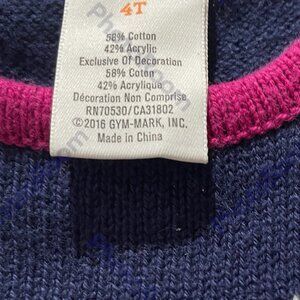 4T
58% Cotton
42% Acrylic
Exclusive Of Decoration
58% Coton
42% Acrylique
Décoration Non Comprise
RN70530/CA31802
©2016 GYM-MARK, INC.
Made in China